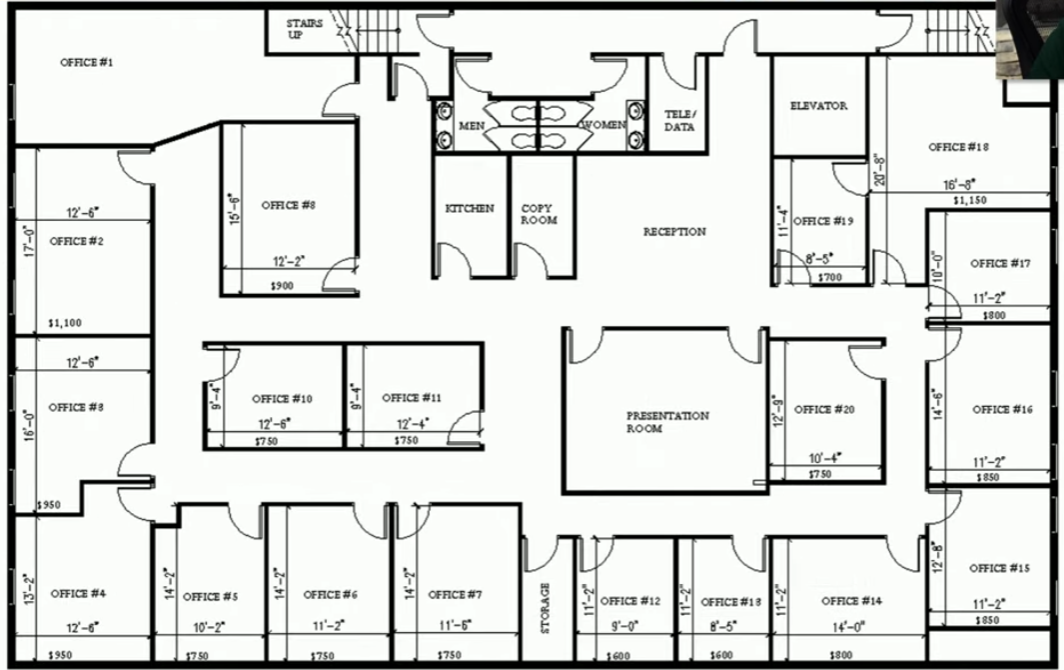 STAIRS
UP
OFFICE #1
MEN
WOMEN
TELE/
DATA
ELEVATOR
OFFICE #18
20'-8"
16'-8"
$1,150
OFFICE #8
15'-6"
12'-2"
$900
12'-6"
OFFICE #2
17'-0"
$1,100
KITCHEN
COPY
ROOM
RECEPTION
OFFICE #19
11'-4"
8'-5"
$700
OFFICE #17
10'-0"
11'-2"
$800
12'-6"
OFFICE #8
16'-0"
$950
OFFICE #10
9'-4"
12'-6"
$750
OFFICE #11
9'-4"
12'-4"
$750
PRESENTATION
ROOM
OFFICE #20
12'-9"
10'-4"
$750
OFFICE #16
14'-6"
11'-2"
$850
OFFICE #4
13'-2"
12'-6"
$950
OFFICE #5
14'-2"
10'-2"
$750
OFFICE #6
14'-2"
11'-2"
$750
OFFICE #7
14'-2"
11'-6"
$750
STORAGE
OFFICE #12
11'-2"
9'-0"
$600
OFFICE #13
11'-2"
8'-5"
$600
OFFICE #14
11'-2"
14'-0"
$800
OFFICE #15
12'-8"
11'-2"
$850